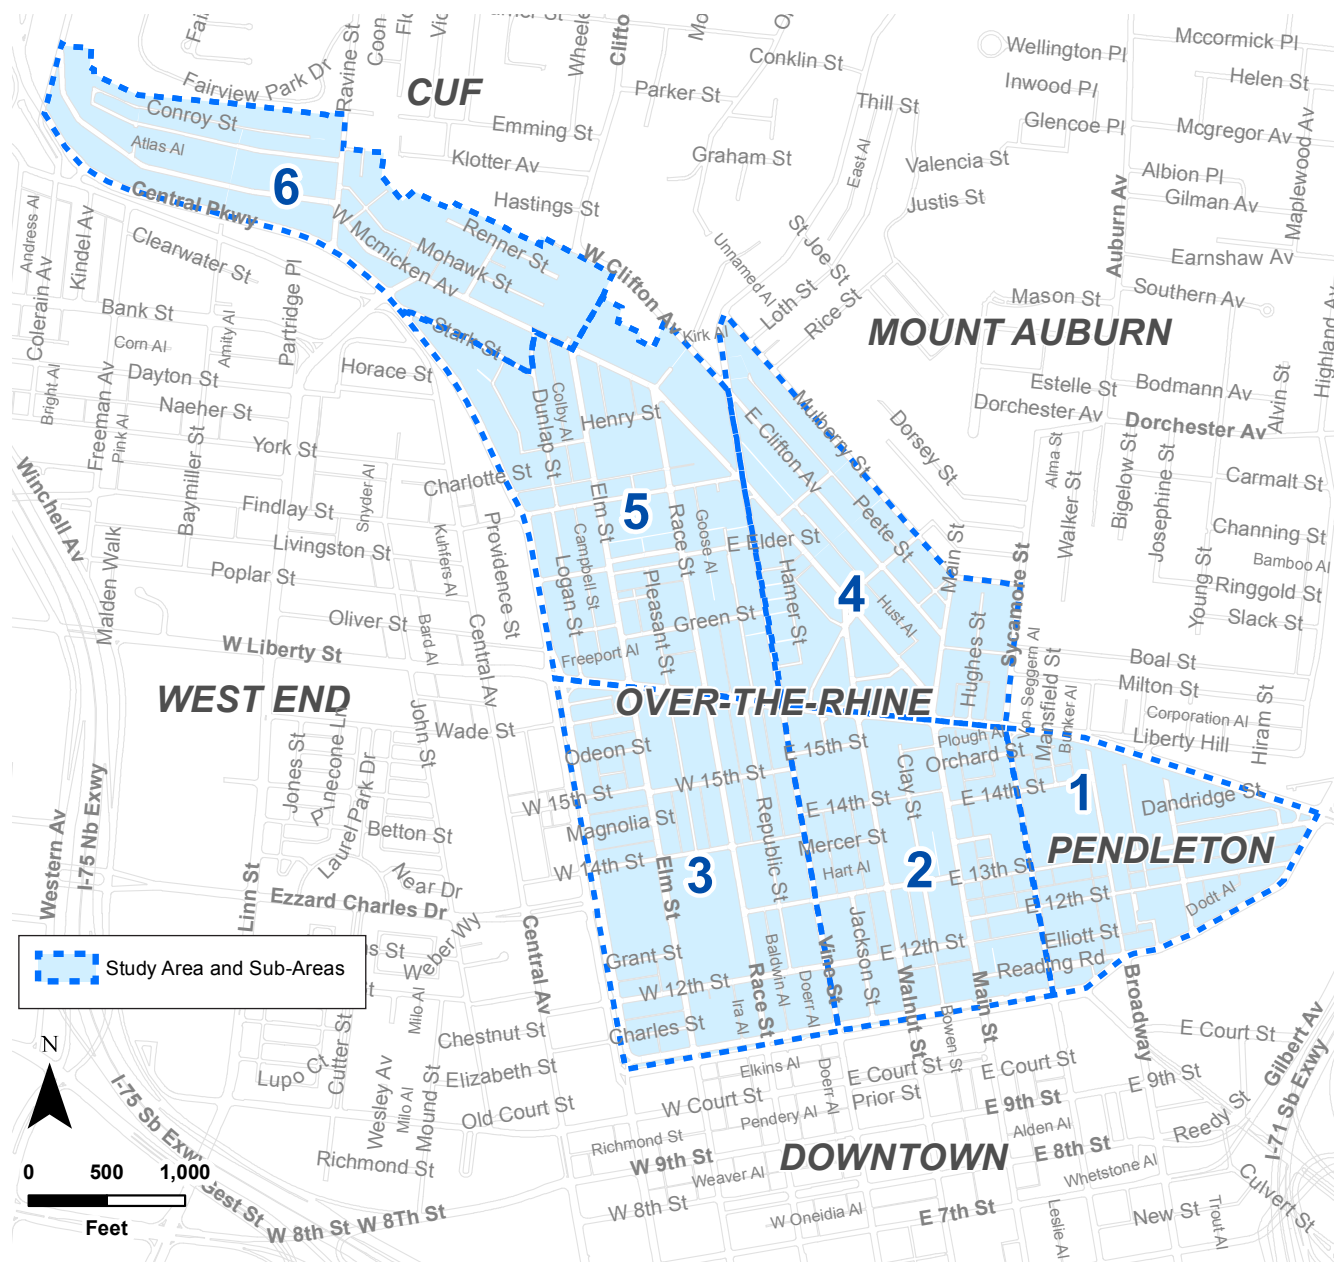 Fairview Park Dr
Ravine St
Coon
Wheele
Clifto
CUF
Conklin St
Parker St
Wellington Pl
Mccormick Pl
Inwood Pl
Helen St
Thill St
Glencoe Pl
Mcgregor Av
Maplewood Av
Conroy St
Atlas Al
6
Central Pkwy
Emming St
Klotter Av
Hastings St
Graham St
East Al
Valencia St
Justis St
Albion Pl
Gilman Av
Auburn Av
Earnshaw Av
Address Al
Kindel Av
Colerain Av
Clearwater St
W Mcmicken Av
Mohawk St
Renner St
W Clifton Av
Unnamed Al
St Joe St
Loth St
Rice St
Kirk Al
Mason St
Southern Av
Highland Av
MOUNT AUBURN
Bank St
Corn Al
Amity Al
Partridge Pl
Stark St
Horace St
Dayton St
Naeher St
Bright Al
Freeman Av
Pink Al
York St
Baymiller St
Snyder Al
Winchell Av
Findlay St
Livingston St
Poplar St
Oliver St
Malden Walk
Charlotte St
Kuhfers Al
Providence St
Bard Al
Central Av
Henry St
Dunlap St
Colby Al
Elm St
5
Race St
Goose Al
Campbell St
Logan St
Pleasant St
E Elder St
Green St
Freeport Al
Hamer St
E Clifton Av
Mulberry St
Peete St
4
Hust Al
Main St
Hughes St
Sycamore St
Dorsey St
Estelle St
Bodmann Av
Dorchester Av
Dorchester Av
Alvin St
Alma St
Walker St
Bigelow St
Josephine St
Carmalt St
Channing St
Bamboo Al
Ringgold St
Slack St
Young St
Von Seggern Al
Mansfield St
Bunker Al
Boal St
Milton St
Corporation Al
Liberty Hill
Hiram St
W Liberty St
WEST END
OVER-THE-RHINE
Wade St
John St
Jones St
Pinecone Ln
Laurel Park Dr
Betton St
Near Dr
Ezzard Charles Dr
Weber Wy
Linn St
Western Av
I-75 Nb Exwy
Odeon St
W 15th St
W 15th St
E 15th St
Magnolia St
W 14th St
E 14th St
E 14th St
Plough Al
Orchard St
Clay St
Republic St
Mercer St
Hart Al
2
3
1
Dandridge St
PENDLETON
Elm St
E 13th St
E 12th St
E 12th St
Dodt Al
Elliott St
Reading Rd
Grant St
W 12th St
Charles St
Race St
Ira Al
Baldwin Al
Doerr Al
Vine St
Jackson St
Walnut St
Main St
Bowen St
Broadway
Central Av
Study Area and Sub-Areas
Milo Al
Chestnut St
Elizabeth St
Old Court St
Cutter St
Lupo Ct
Wesley Av
Milo Al
Mound St
Richmond St
Elkins Al
Doerr Al
W Court St
E Court St
E Court St
E Court St
Prior St
Pendery Al
E 9th St
E 9th St
Richmond St
W 9th St
Weaver Al
DOWNTOWN
Alden Al
E 8th St
Whetstone Al
Reedy St
Gilbert Av
I-71 Sb Exwy
Culvert St
W 8th St
W Oneidia Al
E 7th St
Leslie Al
New St
Trout Al
N
0 500 1,000
Feet
I-75 Sb Exwy
Gest St
W 8th St
W 8Th St